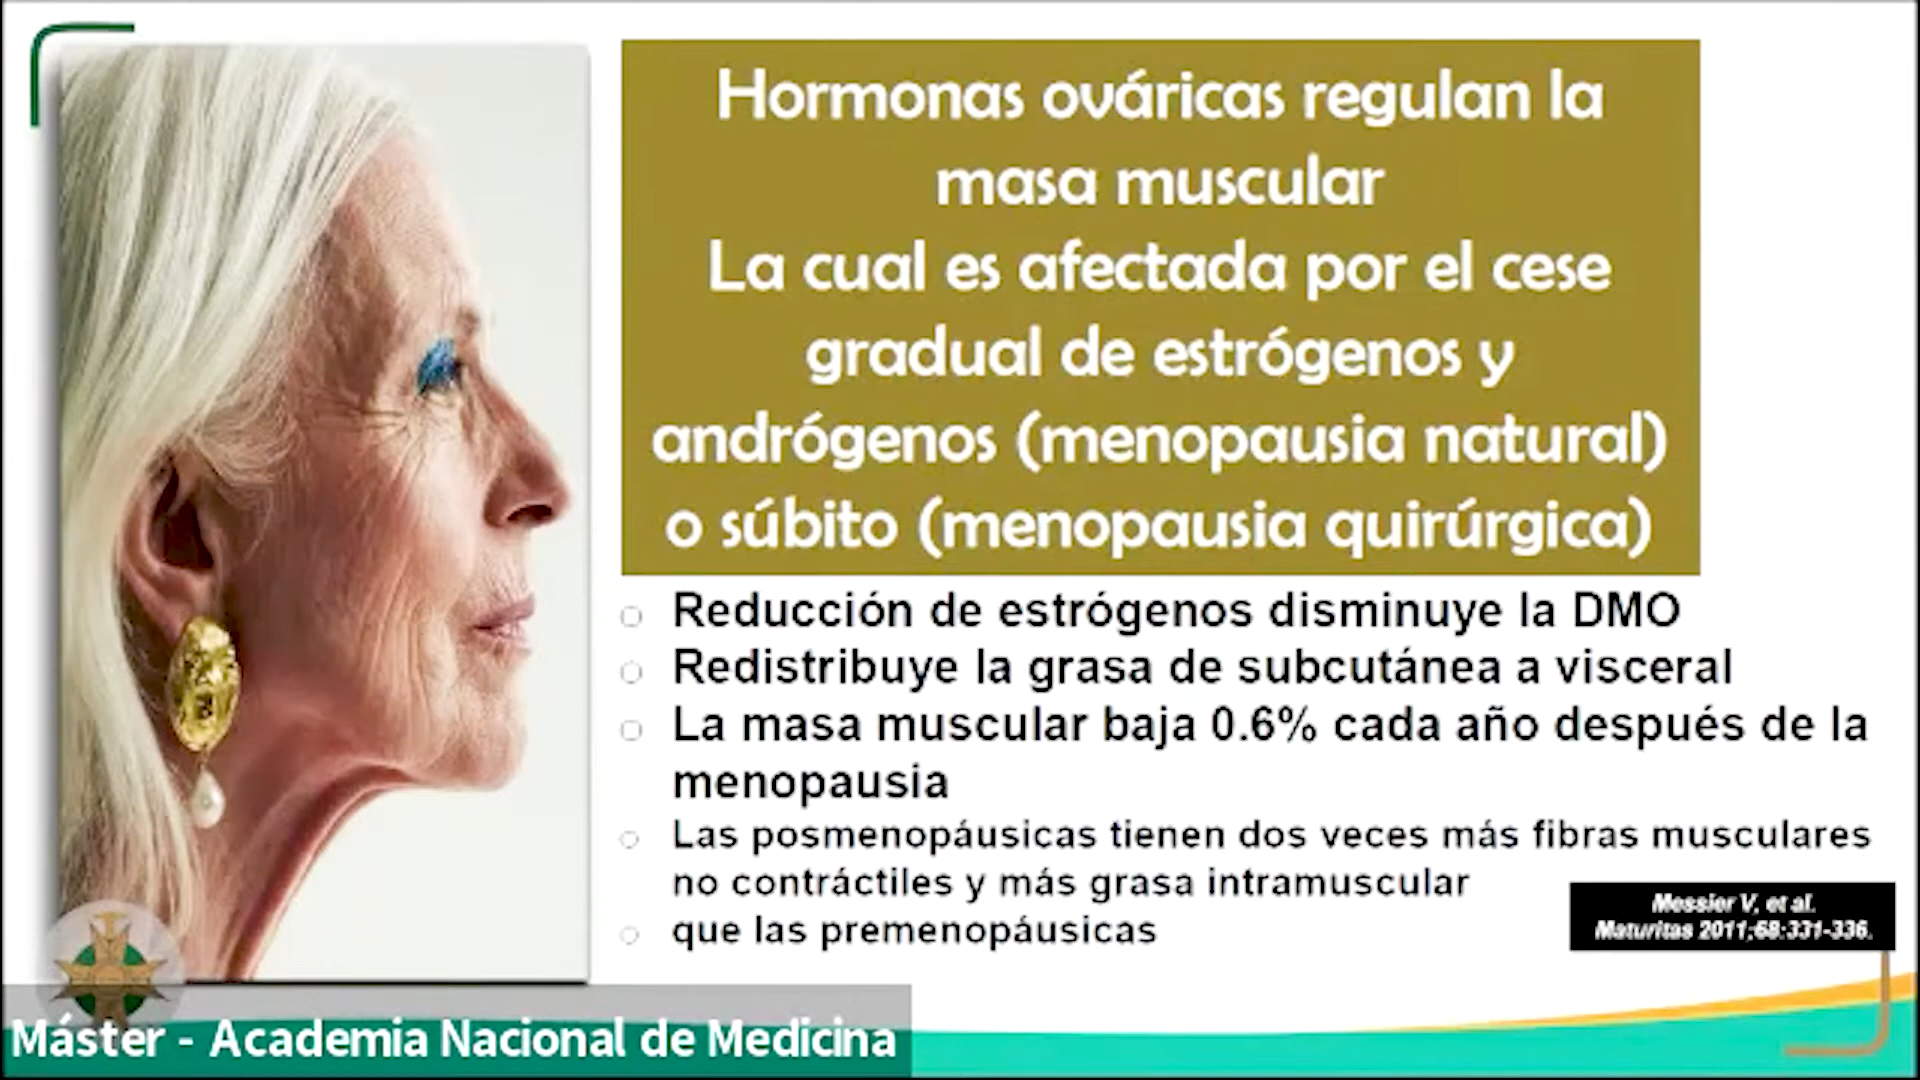 Hormonas ováricas regulan la
masa muscular
La cual es afectada por el cese
gradual de estrógenos y
andrógenos (menopausia natural)
o súbito (menopausia quirúrgica)
Reducción de estrógenos disminuye la DMO
Redistribuye la grasa de subcutánea a visceral
La masa muscular baja 0.6% cada año después de la
menopausia
Las posmenopáusicas tienen dos veces más fibras musculares
no contráctiles y más grasa intramuscular
que las premenopáusicas
Messier V, et al.
Maturitas 2011;68:331-336.
Máster - Academia Nacional de Medicina